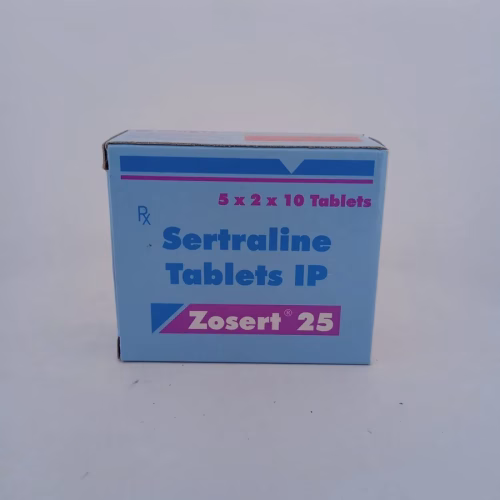 5 x 2 x 10 Tablets
Rx
Sertraline
Tablets IP
Zosert® 25